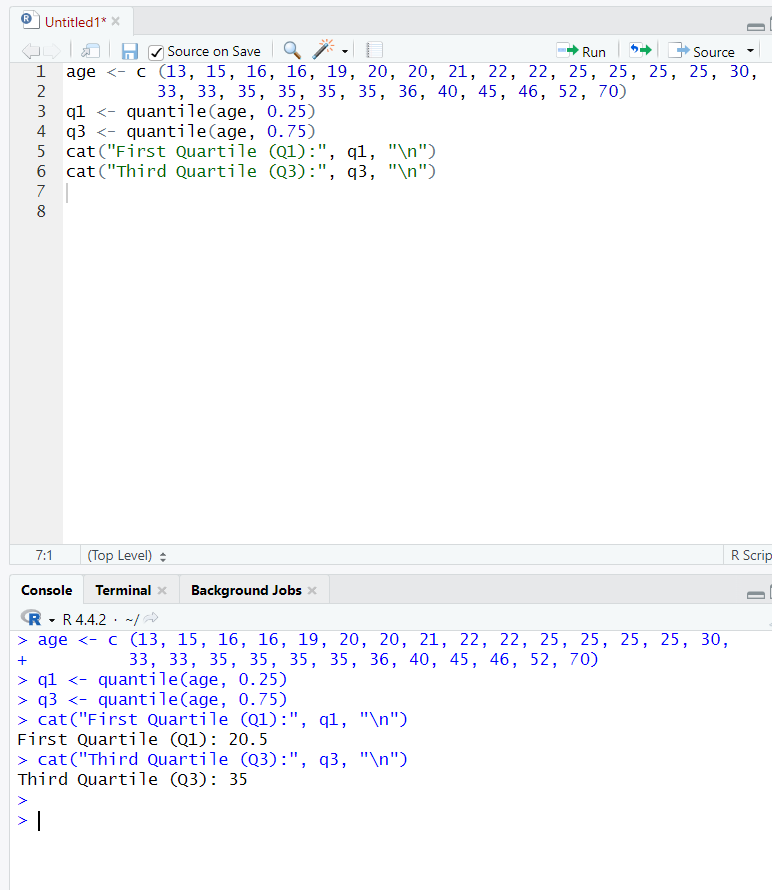 Untitled1*
Source on Save
Run
Source
1 age <- c (13, 15, 16, 16, 19, 20, 20, 21, 22, 22, 25, 25, 25, 25, 30,
2          33, 33, 35, 35, 35, 35, 36, 40, 45, 46, 52, 70)
3 q1 <- quantile(age, 0.25)
4 q3 <- quantile(age, 0.75)
5 cat("First Quartile (Q1):", q1, "\n")
6 cat("Third Quartile (Q3):", q3, "\n")
7
8
7:1 (Top Level) R Scrip
Console Terminal Background Jobs
R R 4.4.2 · ~/
> age <- c (13, 15, 16, 16, 19, 20, 20, 21, 22, 22, 25, 25, 25, 25, 30,
+          33, 33, 35, 35, 35, 35, 36, 40, 45, 46, 52, 70)
> q1 <- quantile(age, 0.25)
> q3 <- quantile(age, 0.75)
> cat("First Quartile (Q1):", q1, "\n")
First Quartile (Q1): 20.5
> cat("Third Quartile (Q3):", q3, "\n")
Third Quartile (Q3): 35
>
>